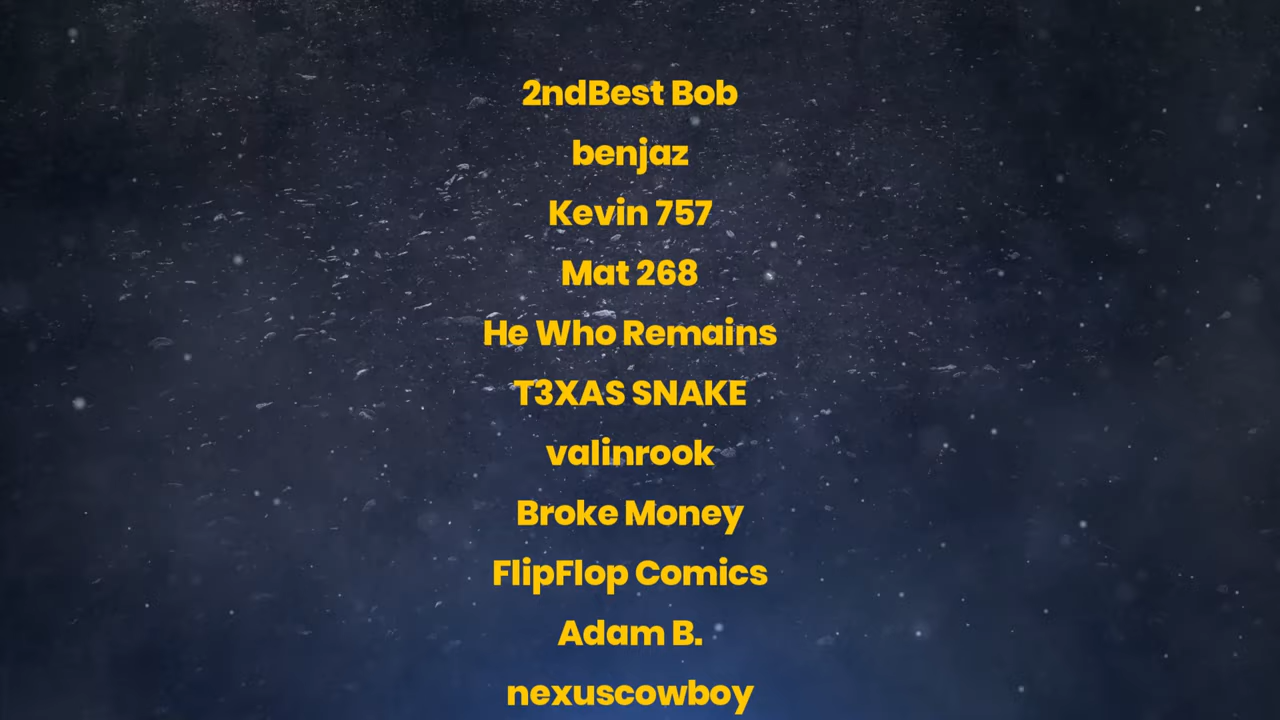 2ndBest Bob
benjaz
Kevin 757
Mat 268
He Who Remains
T3XAS SNAKE
valinrook
Broke Money
FlipFlop Comics
Adam B.
nexuscowboy